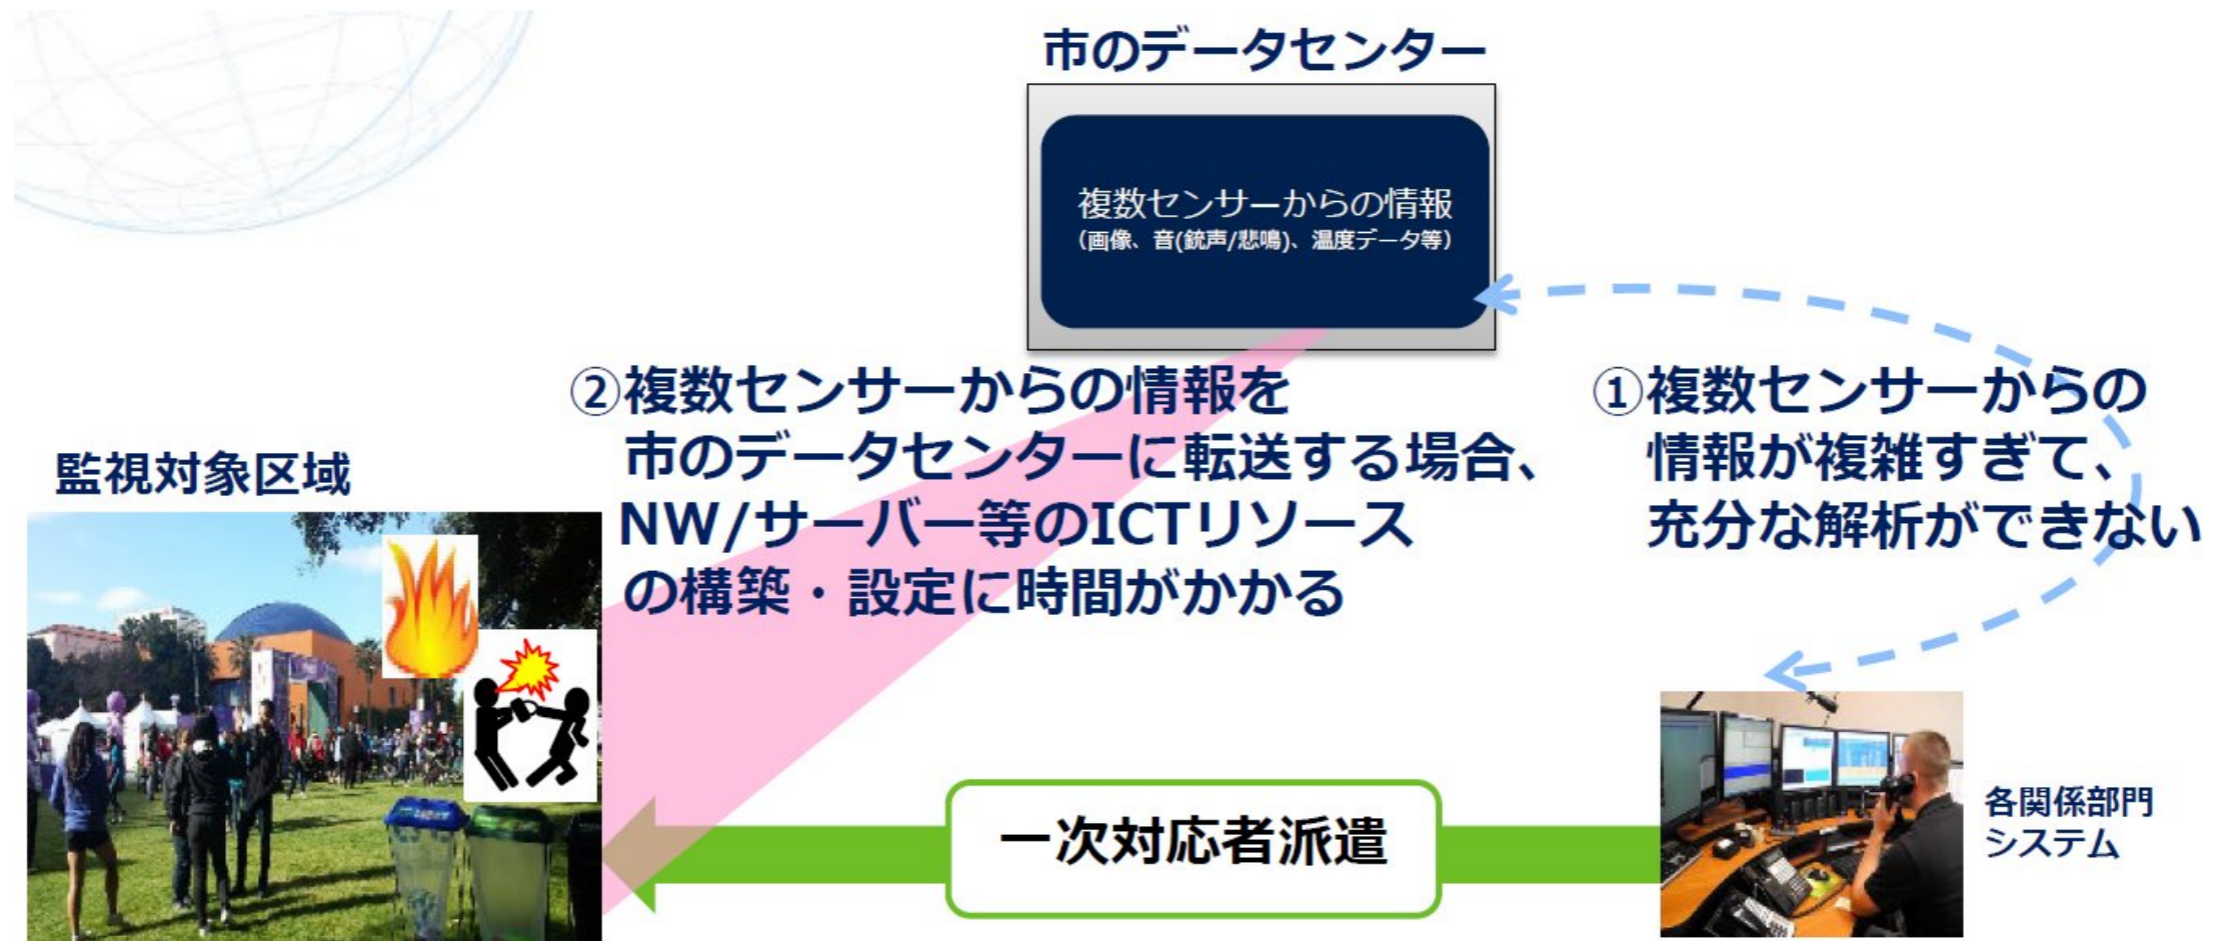 市のデータセンター
複数センサーからの情報
（画像、音(銃声/悲鳴)、温度データ等）
②複数センサーからの情報を
市のデータセンターに転送する場合、
NW/サーバー等のICTリソース
の構築・設定に時間がかかる
①複数センサーからの
情報が複雑すぎて、
充分な解析ができない
監視対象区域
一次対応者派遣
各関係部門
システム